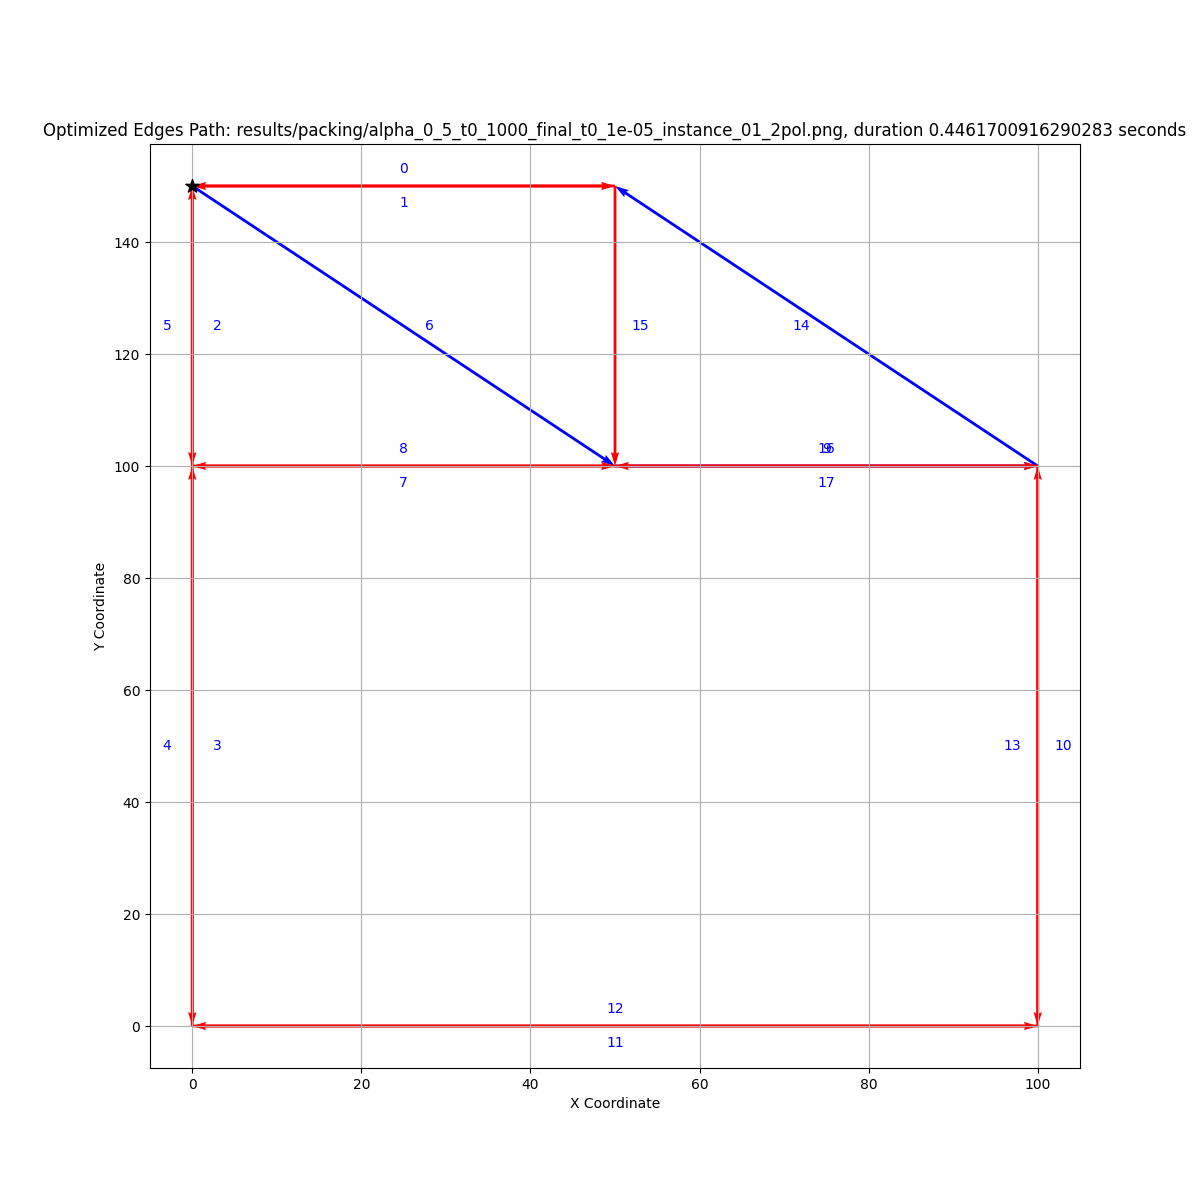 Optimized Edges Path: results/packing/alpha_0_5_t0_1000_final_t0_1e-05_instance_01_2pol.png, duration 0.4461700916290283 seconds
0
1
140
5 2 6 15 14
120
8 16
100
7 17
80
Y Coordinate
60
4 3 13 10
40
20
12
0
11
0 20 40 60 80 100
X Coordinate